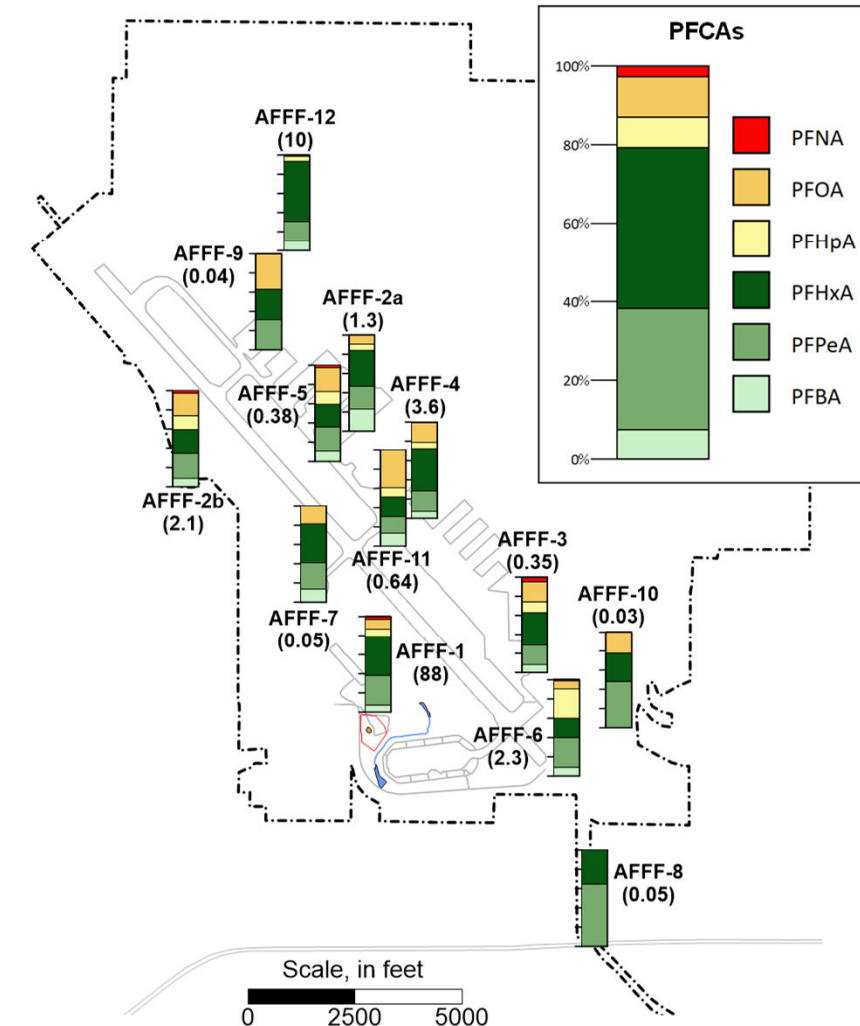 PFCAs
100%
80%
60%
40%
20%
0%
PFNA
PFOA
PFHpA
PFHxA
PFPeA
PFBA
AFFF-12
(10)
AFFF-9
(0.04)
AFFF-2a
(1.3)
AFFF-5
(0.38)
AFFF-4
(3.6)
AFFF-2b
(2.1)
AFFF-11
(0.64)
AFFF-3
(0.35)
AFFF-10
(0.03)
AFFF-7
(0.05)
AFFF-1
(88)
AFFF-6
(2.3)
AFFF-8
(0.05)
Scale, in feet
0 2500 5000